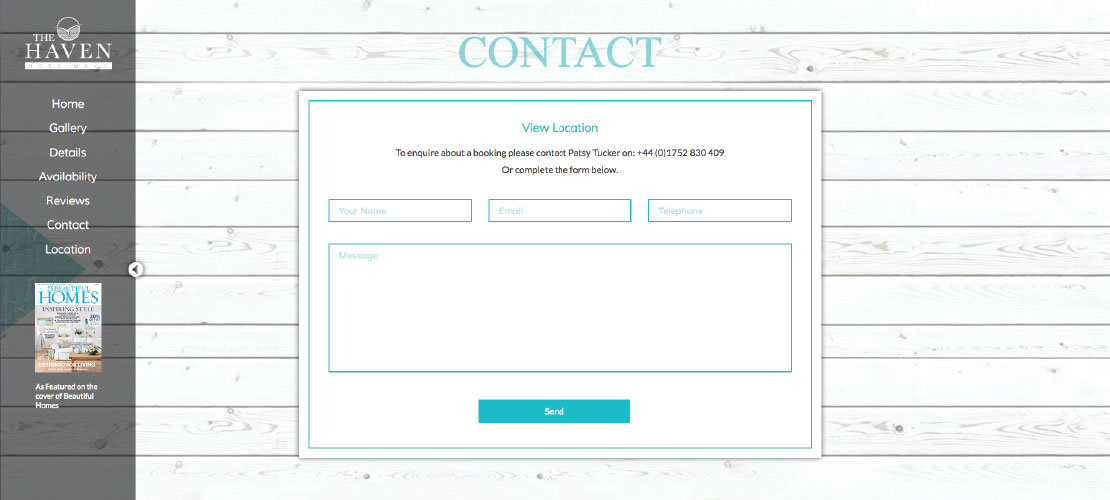 THE
HAVEN
Home
Gallery
Details
Availability
Reviews
Contact
Location
25 BEAUTIFUL
HOMES
INSPIRING STYLE
30%
DESIGNED FOR LIVING
As Featured on the
cover of Beautiful
Homes
CONTACT
View Location
To enquire about a booking please contact Patsy Tucker on: +44 (0)1752 830 409
Or complete the form below.
Your Name
Email
Telephone
Message
Send